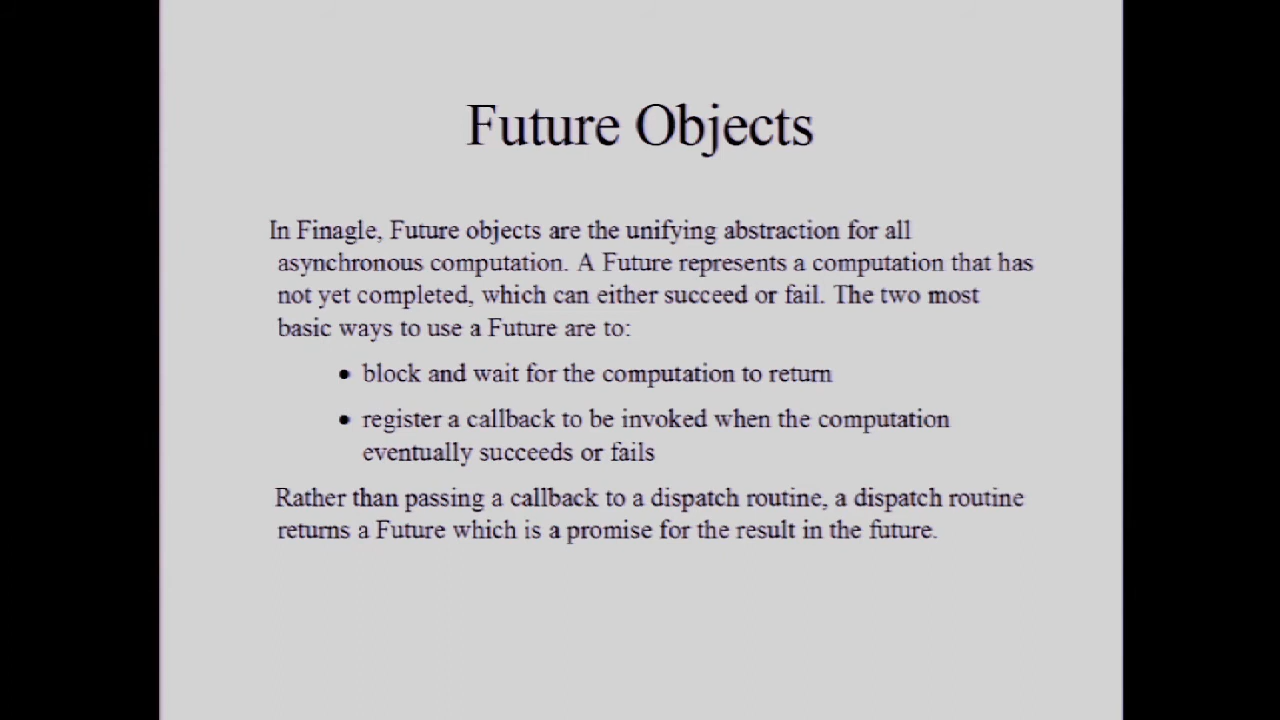 Future Objects
In Finagle, Future objects are the unifying abstraction for all
asynchronous computation. A Future represents a computation that has
not yet completed, which can either succeed or fail. The two most
basic ways to use a Future are to:
• block and wait for the computation to return
• register a callback to be invoked when the computation
eventually succeeds or fails
Rather than passing a callback to a dispatch routine, a dispatch routine
returns a Future which is a promise for the result in the future.